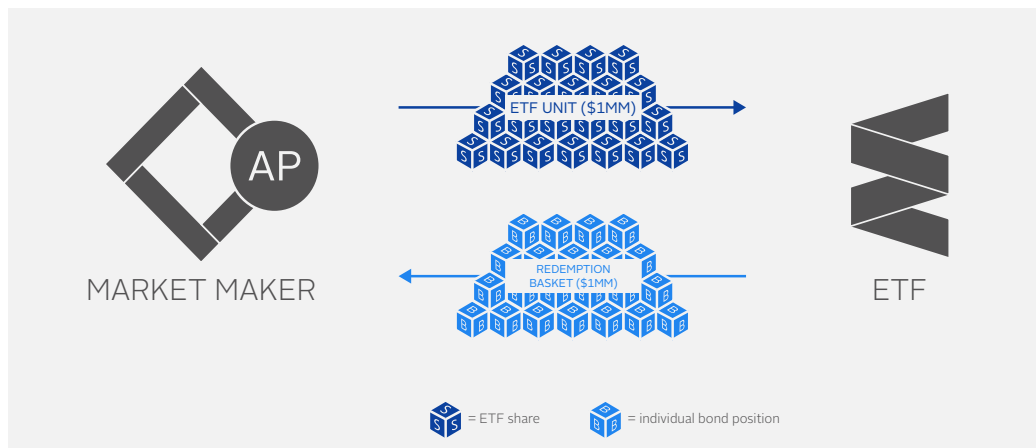 AP
MARKET MAKER
ETF UNIT ($1MM)
REDEMPTION
BASKET ($1MM)
ETF
S S S = ETF share
B B B = individual bond position